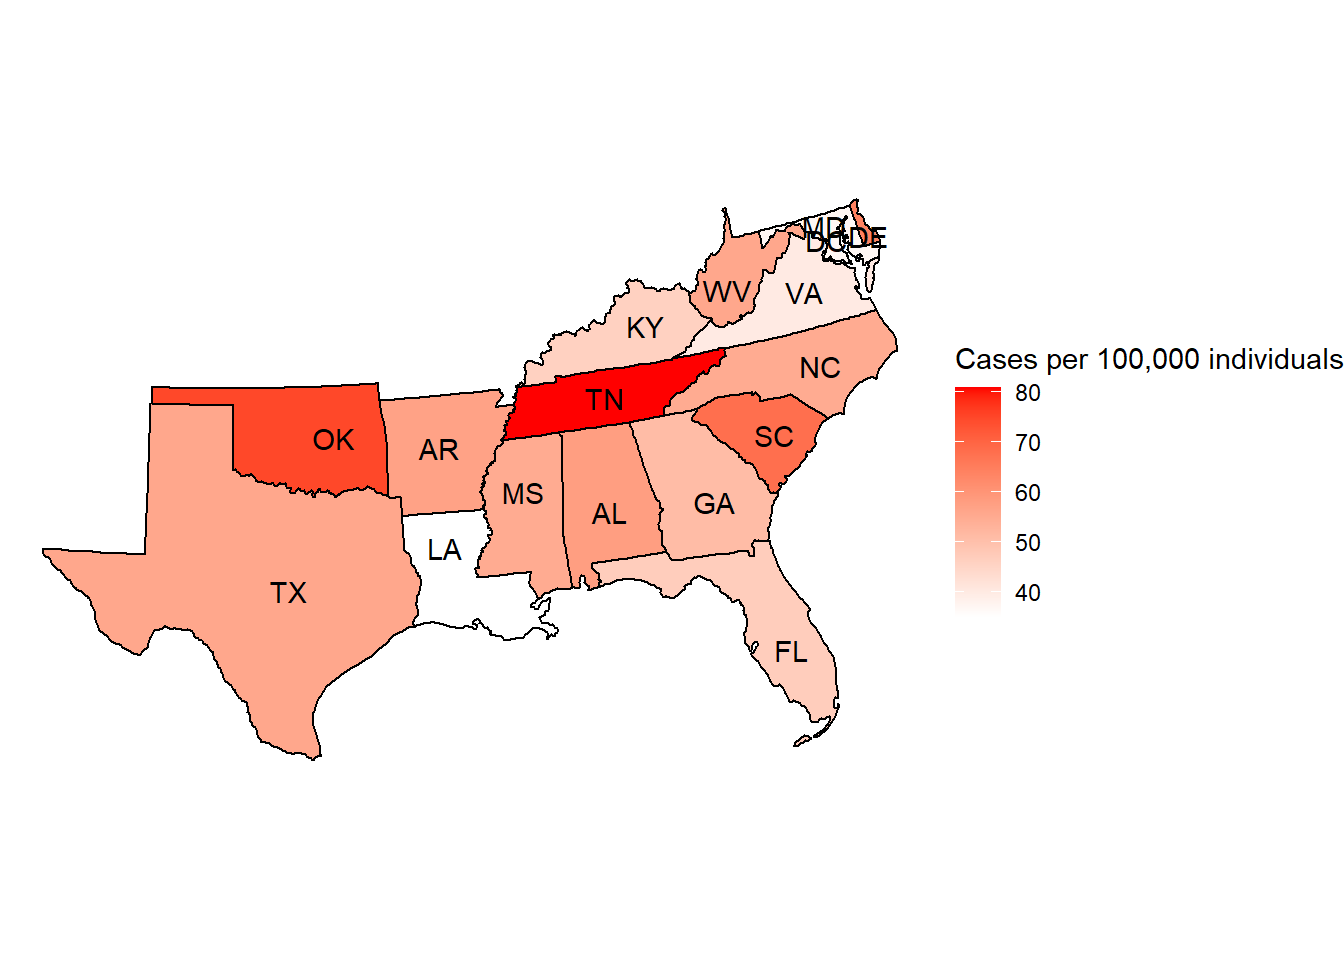 MD
DC
DE
WV
VA
KY
Cases per 100,000 individuals
NC
80
TN
OK
SC
70
AR
MS
60
GA
AL
50
LA
TX
40
FL